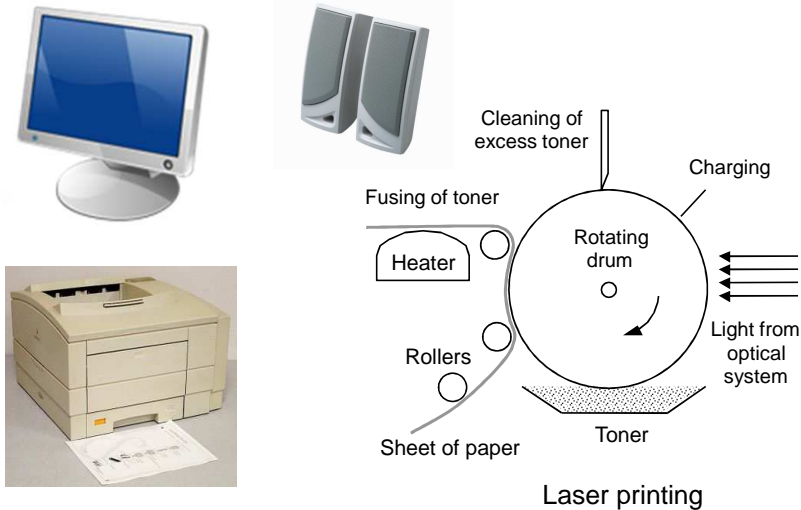 Cleaning of
excess toner
Charging
Fusing of toner
Heater
Rotating
drum
Light from
optical
system
Rollers
Sheet of paper
Toner
Laser printing